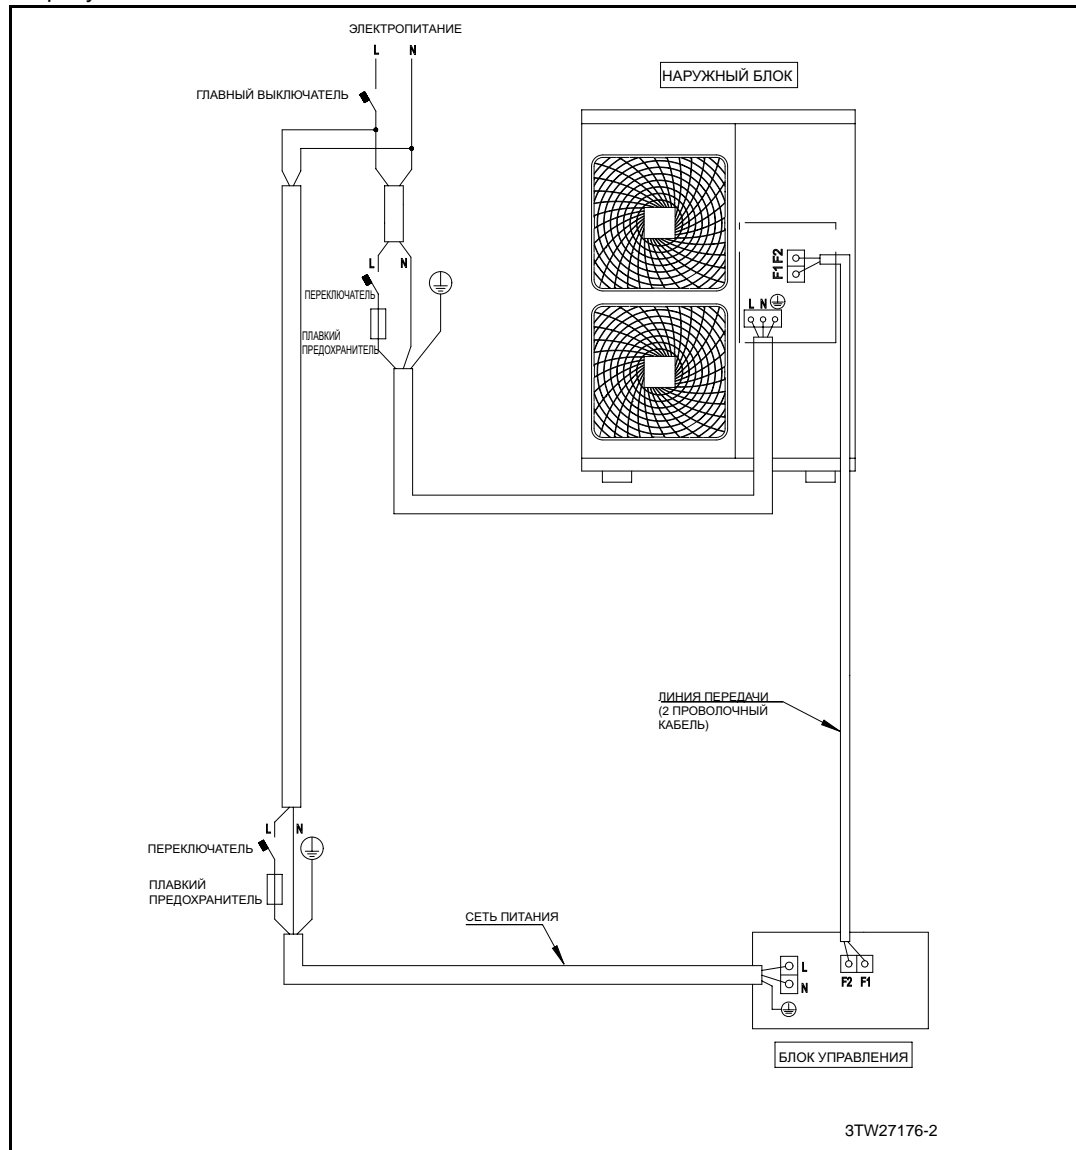 ЭЛЕКТРОПИТАНИЕ
L N
ГЛАВНЫЙ ВЫКЛЮЧАТЕЛЬ
НАРУЖНЫЙ БЛОК
F1 F2
L N
L N
ПЕРЕКЛЮЧАТЕЛЬ
ПЛАВКИЙ
ПРЕДОХРАНИТЕЛЬ
ЛИНИЯ ПЕРЕДАЧИ
(2 ПРОВОЛОЧНЫЙ
КАБЕЛЬ)
L N
ПЕРЕКЛЮЧАТЕЛЬ
ПЛАВКИЙ
ПРЕДОХРАНИТЕЛЬ
СЕТЬ ПИТАНИЯ
L
N
F2 F1
БЛОК УПРАВЛЕНИЯ
3TW27176-2